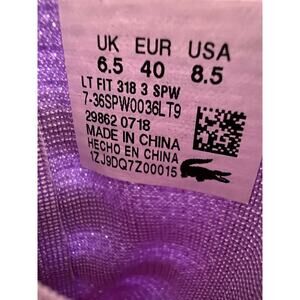 UK EUR USA
6.5 40 8.5
LT FIT 318 3 SPW
7-36SPW0036LT9
29862 0718
MADE IN CHINA
HECHO EN CHINA
1ZJ9DQ7Z00015